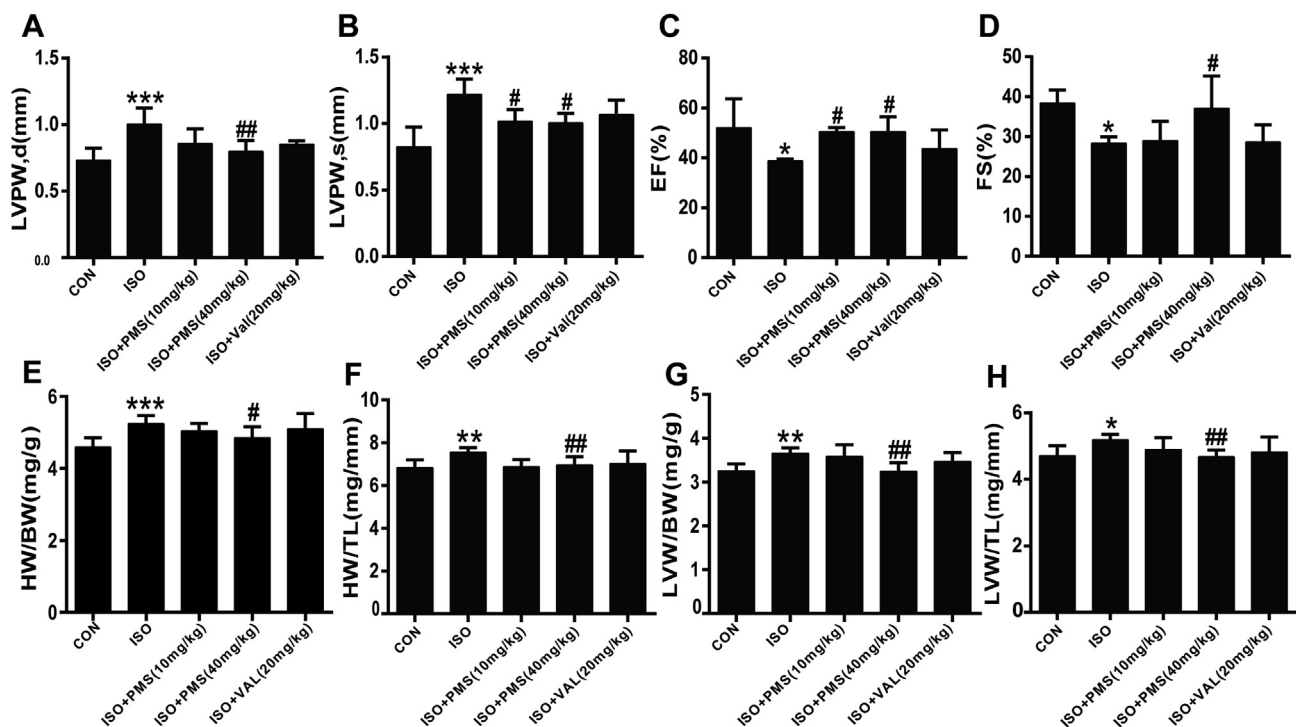 A
LVPW,d(mm)
1.5
1.0
0.5
0.0
***
##
CON
ISO
ISO+PMS(10mg/kg)
ISO+PMS(40mg/kg)
ISO+Val(20mg/kg)
B
LVPW,s(mm)
1.5
1.0
0.5
0.0
***
#
#
CON
ISO
ISO+PMS(10mg/kg)
ISO+PMS(40mg/kg)
ISO+Val(20mg/kg)
C
EF(%)
80
60
40
20
0
*
#
#
CON
ISO
ISO+PMS(10mg/kg)
ISO+PMS(40mg/kg)
ISO+Val(20mg/kg)
D
FS(%)
50
40
30
20
10
0
*
#
CON
ISO
ISO+PMS(10mg/kg)
ISO+PMS(40mg/kg)
ISO+Val(20mg/kg)
E
HW/BW(mg/g)
6
4
2
0
***
#
CON
ISO
ISO+PMS(10mg/kg)
ISO+PMS(40mg/kg)
ISO+VAL(20mg/kg)
F
HW/TL(mg/mm)
10
8
6
4
2
0
**
##
CON
ISO
ISO+PMS(10mg/kg)
ISO+PMS(40mg/kg)
ISO+VAL(20mg/kg)
G
LVW/BW(mg/g)
5
4
3
2
1
0
**
##
CON
ISO
ISO+PMS(10mg/kg)
ISO+PMS(40mg/kg)
ISO+VAL(20mg/kg)
H
LVW/TL(mg/mm)
6
4
2
0
*
##
CON
ISO
ISO+PMS(10mg/kg)
ISO+PMS(40mg/kg)
ISO+VAL(20mg/kg)